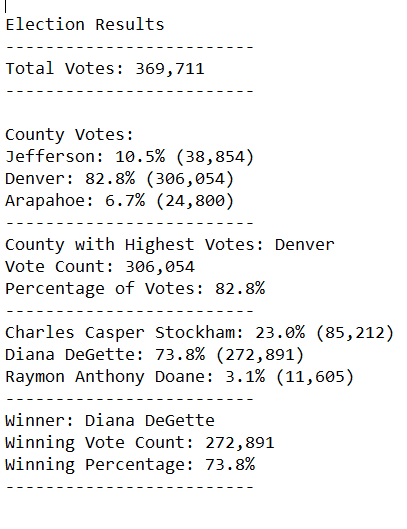 Election Results
-------------------------
Total Votes: 369,711
-------------------------
County Votes:
Jefferson: 10.5% (38,854)
Denver: 82.8% (306,054)
Arapahoe: 6.7% (24,800)
-------------------------
County with Highest Votes: Denver
Vote Count: 306,054
Percentage of Votes: 82.8%
-------------------------
Charles Casper Stockham: 23.0% (85,212)
Diana DeGette: 73.8% (272,891)
Raymon Anthony Doane: 3.1% (11,605)
-------------------------
Winner: Diana DeGette
Winning Vote Count: 272,891
Winning Percentage: 73.8%
-------------------------